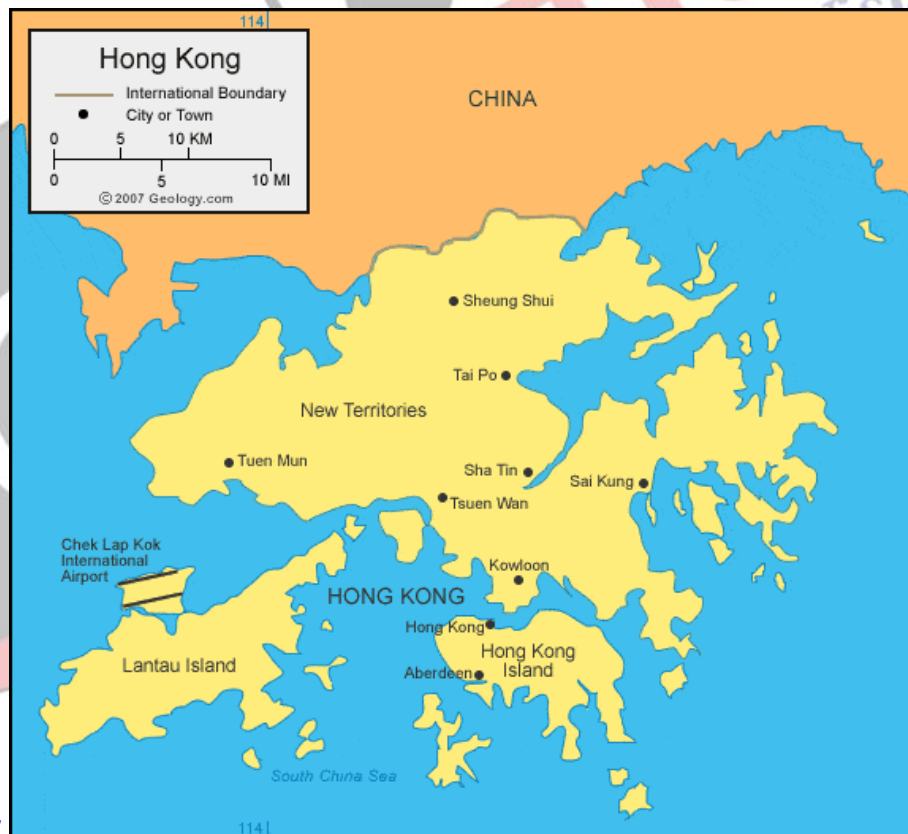 114
Hong Kong
International Boundary
City or Town
0 5 10 KM
0 5 10 MI
© 2007 Geology.com
CHINA
Sheung Shui
Tai Po
New Territories
Tuen Mun
Sha Tin
Sai Kung
Tsuen Wan
Chek Lap Kok
International
Airport
Kowloon
HONG KONG
Hong Kong
Hong Kong
Island
Lantau Island
Aberdeen
South China Sea
114